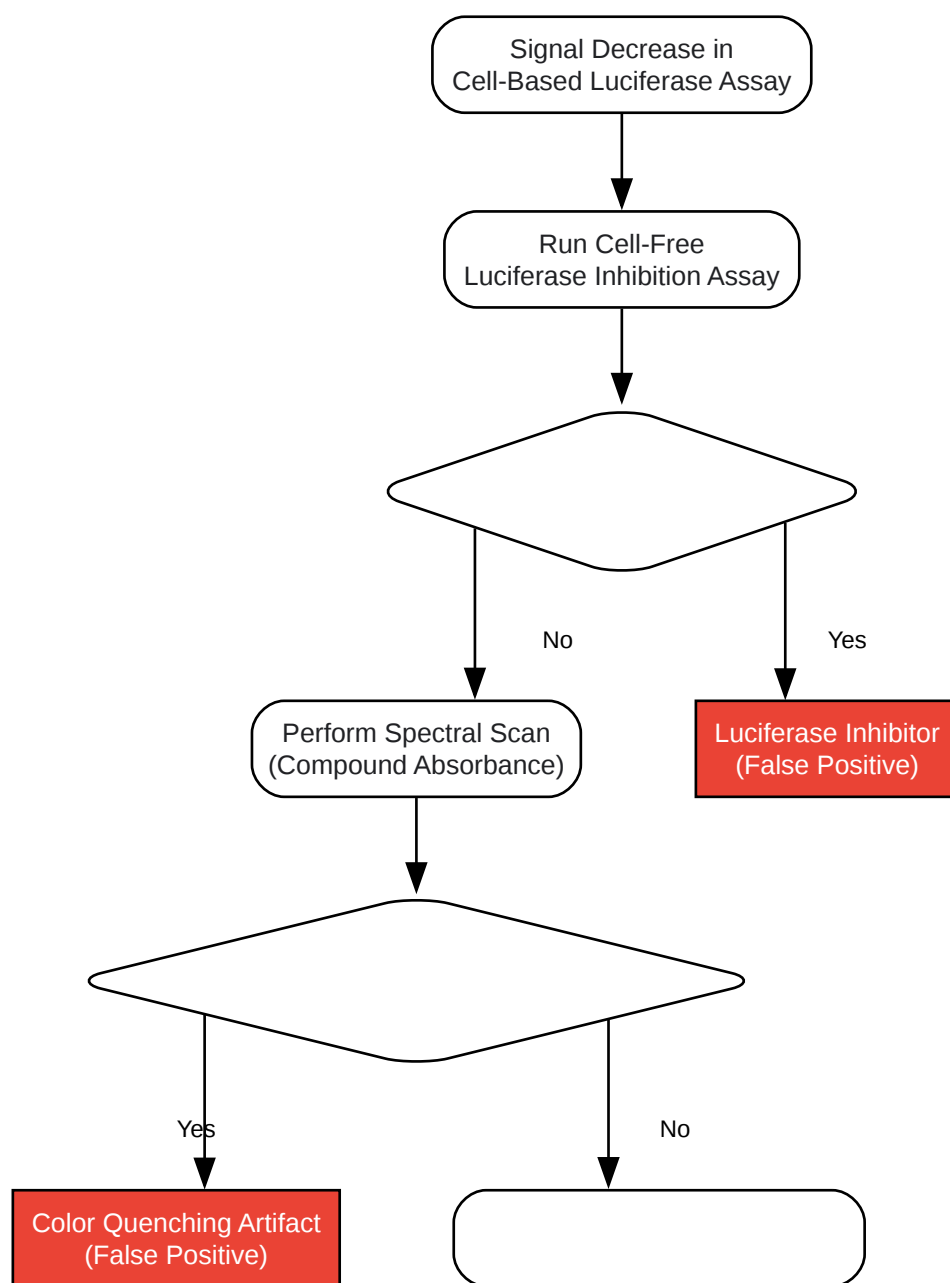 Signal Decrease in
Cell-Based Luciferase Assay
Run Cell-Free
Luciferase Inhibition Assay
No
Yes
Perform Spectral Scan
(Compound Absorbance)
Luciferase Inhibitor
(False Positive)
Yes
No
Color Quenching Artifact
(False Positive)